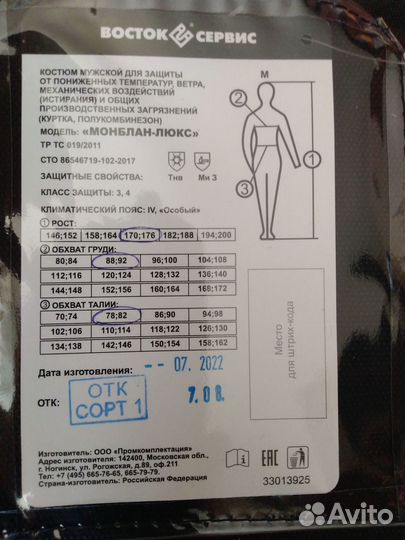 ВОСТОК СЕРВИС
КОСТЮМ МУЖСКОЙ ДЛЯ ЗАЩИТЫ
ОТ ПОНИЖЕННЫХ ТЕМПЕРАТУР, ВЕТРА,
МЕХАНИЧЕСКИХ ВОЗДЕЙСТВИЙ
(ИСТИРАНИЯ) И ОБЩИХ
ПРОИЗВОДСТВЕННЫХ ЗАГРЯЗНЕНИЙ
(КУРТКА, ПОЛУКОМБИНЕЗОН)
МОДЕЛЬ: «МОНБЛАН-ЛЮКС»
ТР ТС 019/2011
СТО 86546719-102-2017
ЗАЩИТНЫЕ СВОЙСТВА: Тнв Ми З
КЛАСС ЗАЩИТЫ: 3, 4
КЛИМАТИЧЕСКИЙ ПОЯС: IV, «Особый»
М
2
1
3
1 РОСТ:
146;152 158;164 170;176 182;188 194;200
2 ОБХВАТ ГРУДИ:
80;84 88;92 96;100 104;108
112;116 120;124 128;132 136;140
144;148 152;156 160;164 168;172
3 ОБХВАТ ТАЛИИ:
70;74 78;82 86;90 94;98
102;106 110;114 118;122 126;130
134;138 142;146 150;154 158;162
Место
для штрих-кода
Дата изготовления: -- 07. 2022
ОТК: ОТК
СОРТ 1
7.08.
Изготовитель: ООО «Промкомплектация»
Адрес изготовителя: 142400, Московская обл.,
г. Ногинск, ул. Рогожская, д.89, оф.211
Тел: +7 (495) 665-76-65, 665-76-79.
Страна-изготовитель: Российская Федерация
ЕАС
33013925
Avito